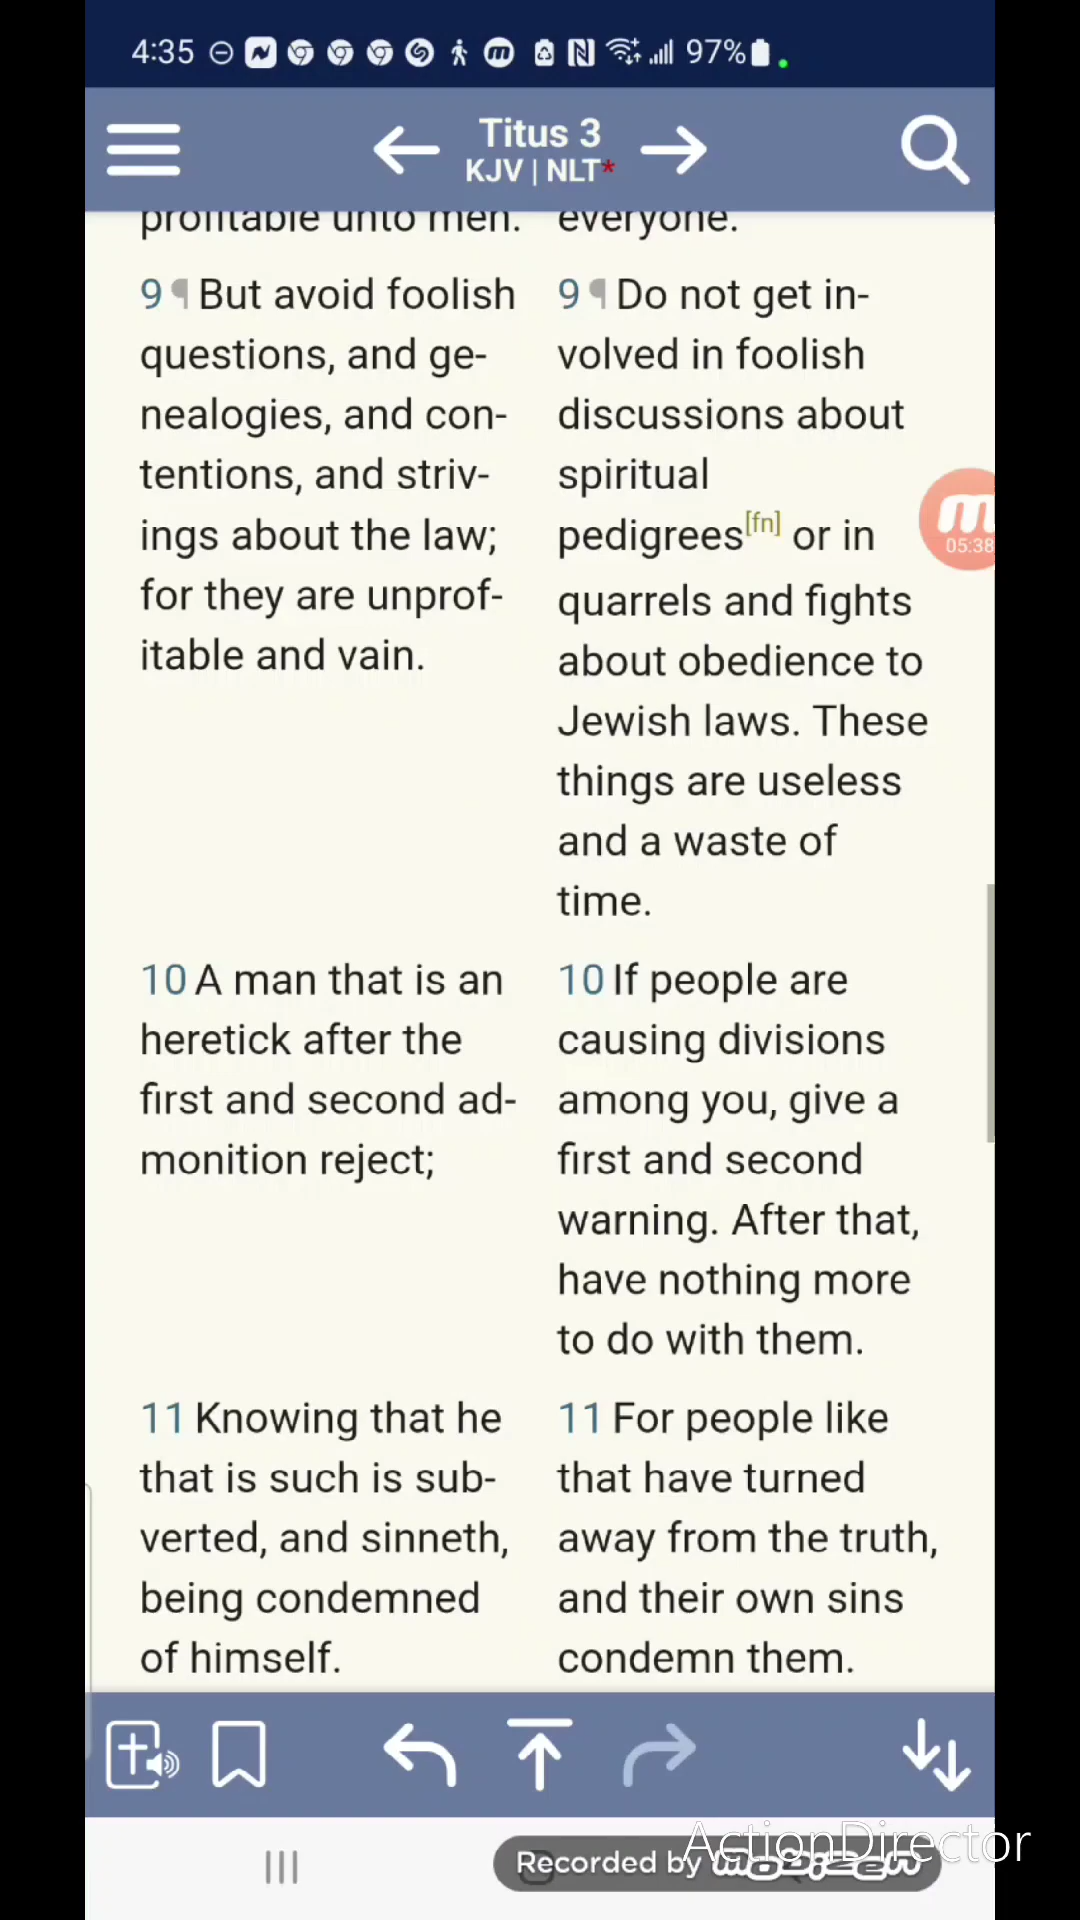 4:35 97%
Titus 3
KJV | NLT*
profitable unto men.
9 ¶ But avoid foolish
questions, and ge-
nealogies, and con-
tentions, and striv-
ings about the law;
for they are unprof-
itable and vain.
10 A man that is an
heretick after the
first and second ad-
monition reject;
11 Knowing that he
that is such is sub-
verted, and sinneth,
being condemned
of himself.
everyone.
9 ¶ Do not get in-
volved in foolish
discussions about
spiritual
pedigrees[fn] or in
quarrels and fights
about obedience to
Jewish laws. These
things are useless
and a waste of
time.
10 If people are
causing divisions
among you, give a
first and second
warning. After that,
have nothing more
to do with them.
11 For people like
that have turned
away from the truth,
and their own sins
condemn them.
m
05:38
ActionDirector
Recorded by mobizen